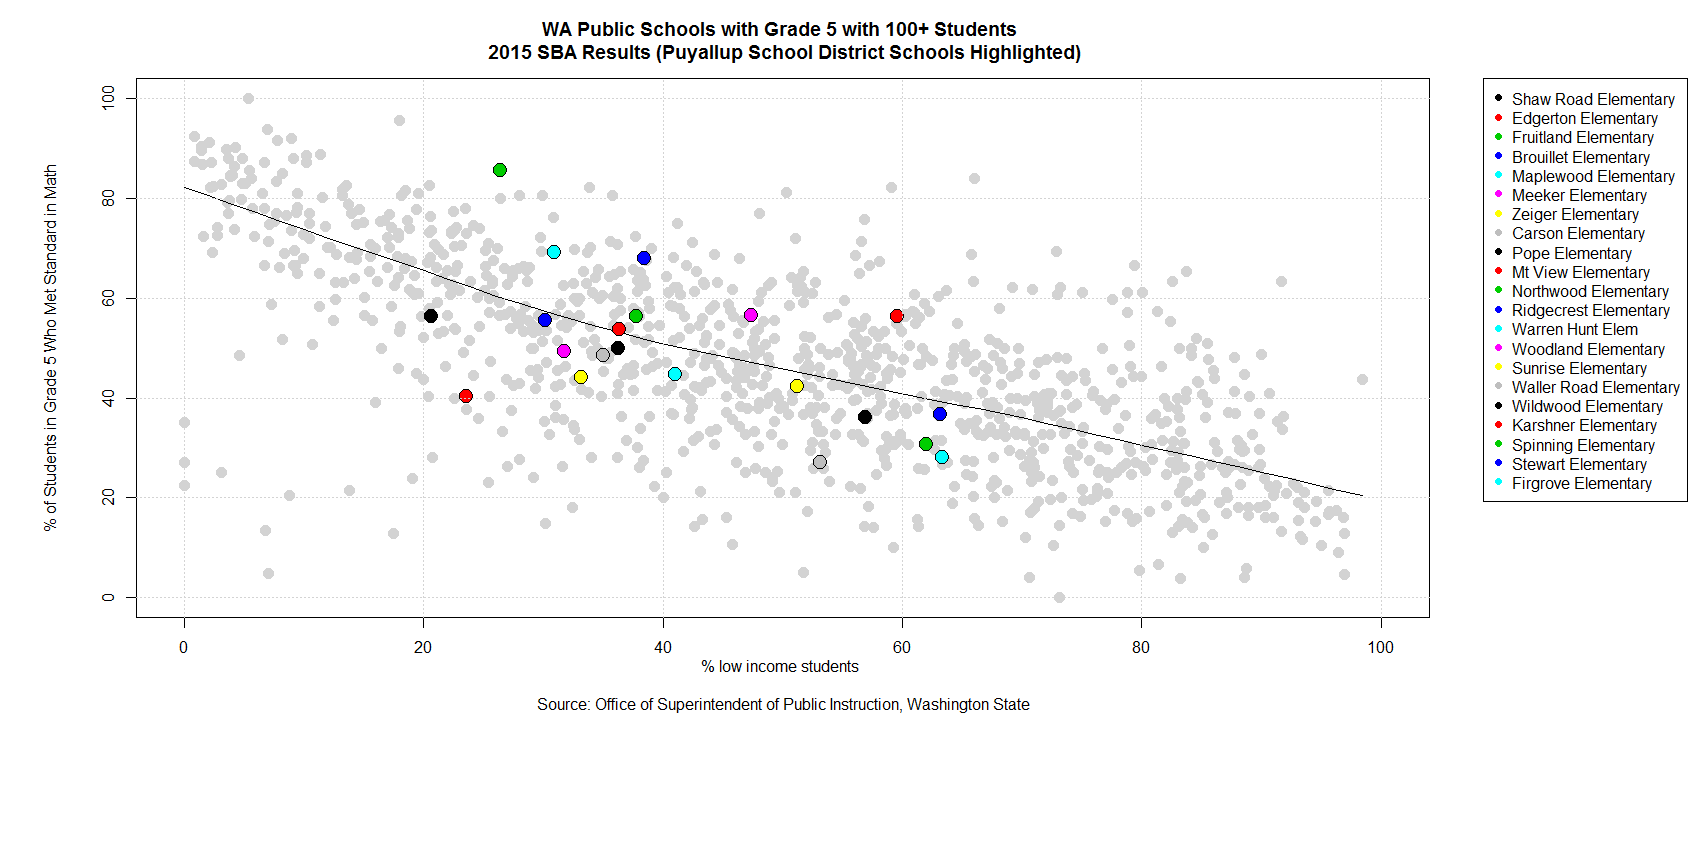 WA Public Schools with Grade 5 with 100+ Students
2015 SBA Results (Puyallup School District Schools Highlighted)
% of Students in Grade 5 Who Met Standard in Math
100
80
60
40
20
0
0 20 40 60 80 100
% low income students
Source: Office of Superintendent of Public Instruction, Washington State
Shaw Road Elementary
Edgerton Elementary
Fruitland Elementary
Brouillet Elementary
Maplewood Elementary
Meeker Elementary
Zeiger Elementary
Carson Elementary
Pope Elementary
Mt View Elementary
Northwood Elementary
Ridgecrest Elementary
Warren Hunt Elem
Woodland Elementary
Sunrise Elementary
Waller Road Elementary
Wildwood Elementary
Karshner Elementary
Spinning Elementary
Stewart Elementary
Firgrove Elementary